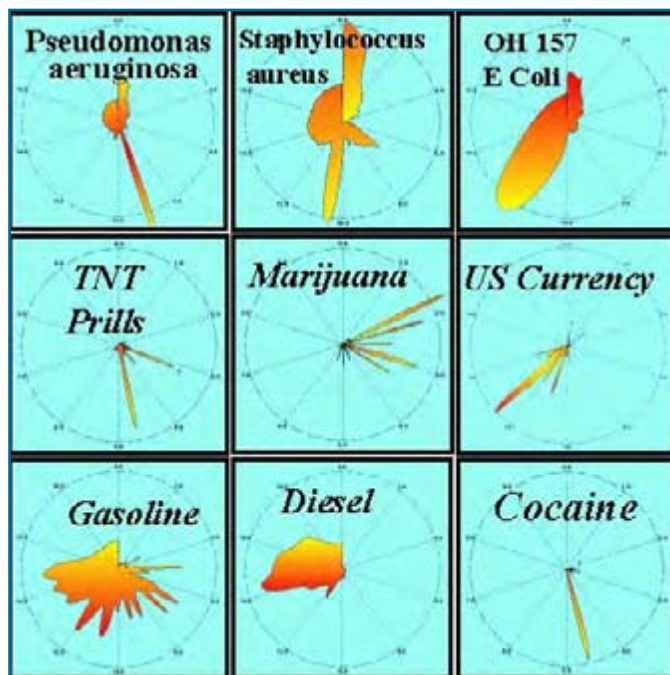 Pseudomonas
aeruginosa
Staphylococcus
aureus
OH 157
E Coli
TNT
Prills
Marijuana
US Currency
Gasoline
Diesel
Cocaine